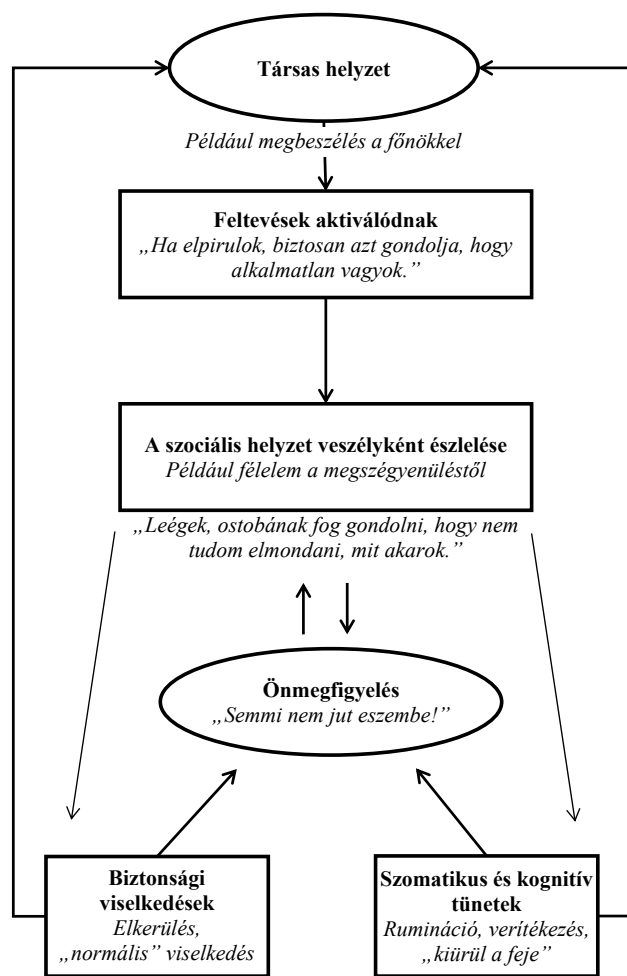 Társas helyzet
Például megbeszélés a főnökkel
Feltevések aktiválódnak
„Ha elpirulok, biztosan azt gondolja, hogy
alkalmatlan vagyok.”
A szociális helyzet veszélyként észlelése
Például félelem a megszégyenüléstől
„Leégek, ostobának fog gondolni, hogy nem
tudom elmondani, mit akarok.”
Önmegfigyelés
„Semmi nem jut eszembe!”
Biztonsági
viselkedések
Elkerülés,
„normális” viselkedés
Szomatikus és kognitív
tünetek
Rumináció, verítékezés,
„kiürül a feje”